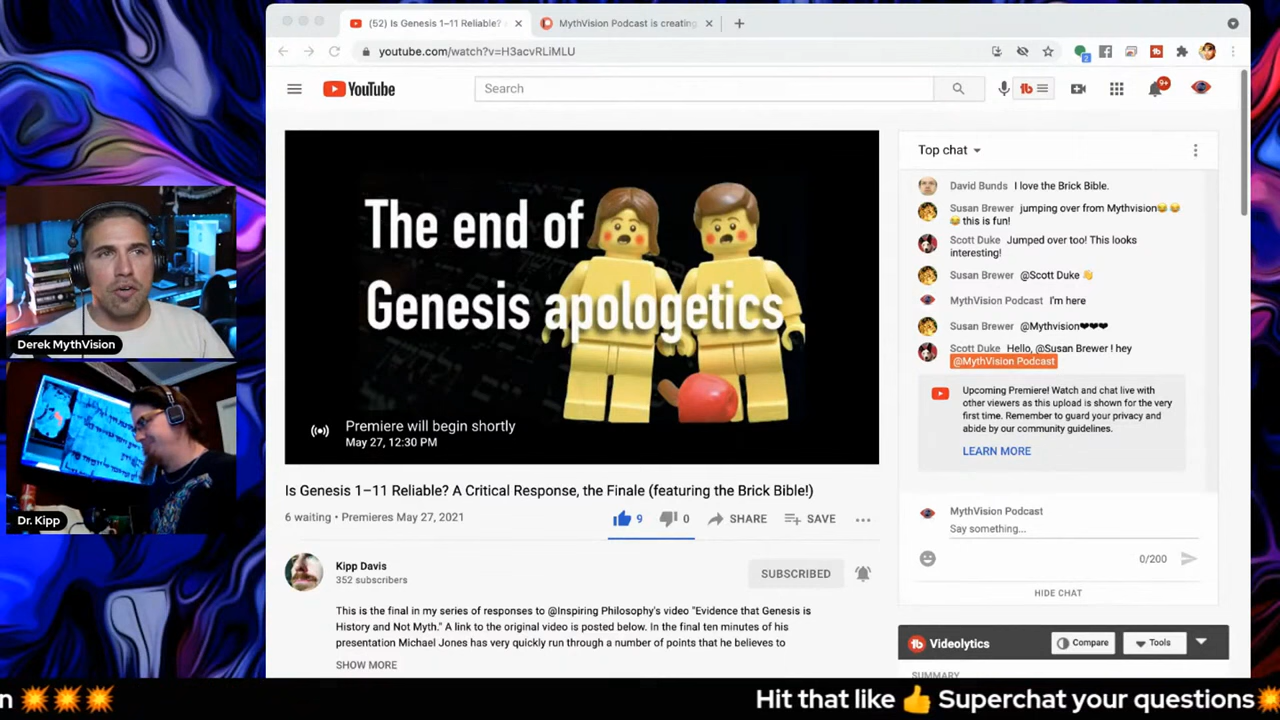 (52) Is Genesis 1–11 Reliable?
MythVision Podcast is creating
youtube.com/watch?v=H3acvRLiMLU
2
YouTube
Search
9+
The end of
Genesis apologetics
Premiere will begin shortly
May 27, 12:30 PM
Is Genesis 1–11 Reliable? A Critical Response, the Finale (featuring the Brick Bible!)
6 waiting • Premieres May 27, 2021
9
0
SHARE
SAVE
Kipp Davis
352 subscribers
SUBSCRIBED
This is the final in my series of responses to @Inspiring Philosophy's video "Evidence that Genesis is
History and Not Myth." A link to the original video is posted below. In the final ten minutes of his
presentation Michael Jones has very quickly run through a number of points that he believes to
SHOW MORE
Top chat
David Bunds I love the Brick Bible.
Susan Brewer jumping over from Mythvision😂 😂
😂 this is fun!
Scott Duke Jumped over too! This looks
interesting!
Susan Brewer @Scott Duke 👋
MythVision Podcast I'm here
Susan Brewer @Mythvision❤❤❤
Scott Duke Hello, @Susan Brewer ! hey
@MythVision Podcast
Upcoming Premiere! Watch and chat live with
other viewers as this upload is shown for the very
first time. Remember to guard your privacy and
abide by our community guidelines.
LEARN MORE
MythVision Podcast
Say something...
0/200
HIDE CHAT
Videolytics
Compare
Tools
SUMMARY
Derek MythVision
Dr. Kipp
n 💥💥💥
Hit that like 👍 Superchat your questions💥